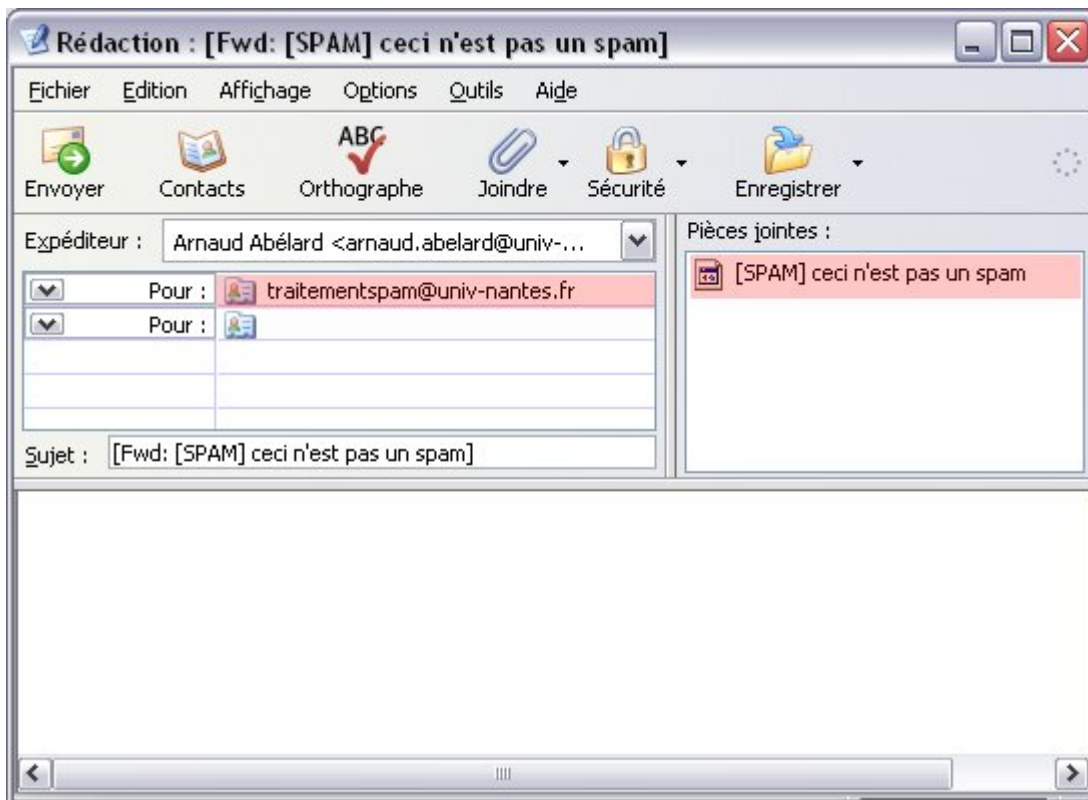 Rédaction : [Fwd: [SPAM] ceci n'est pas un spam]
Fichier Edition Affichage Options Outils Aide
ABC
Envoyer Contacts Orthographe Joindre Sécurité Enregistrer
Expéditeur : Arnaud Abélard <arnaud.abelard@univ-...
Pièces jointes :
Pour : traitementspam@univ-nantes.fr
[SPAM] ceci n'est pas un spam
Pour :
Sujet : [Fwd: [SPAM] ceci n'est pas un spam]